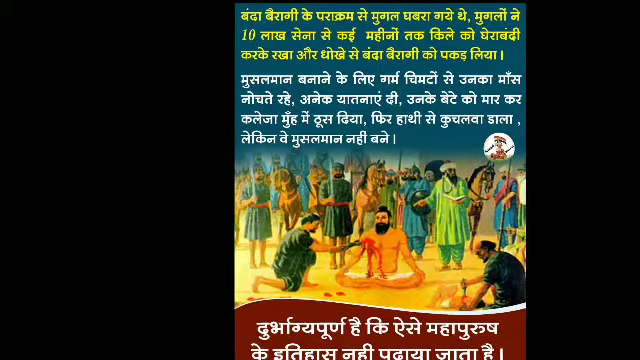 बंदा बैरागी के पराक्रम से मुगल घबरा गये थे, मुगलों ने
10 लाख सेना से कई महीनों तक किले को घेराबंदी
करके रखा और धोखे से बंदा बैरागी को पकड़ लिया।
मुसलमान बनाने के लिए गर्म चिमटों से उनका माँस
नोचते रहे, अनेक यातनाएं दी, उनके बेटे को मार कर
कलेजा मुँह में ठूस दिया, फिर हाथी से कुचलवा डाला ,
लेकिन वे मुसलमान नहीं बने।
दुर्भाग्यपूर्ण है कि ऐसे महापुरुष
के इतिहास नही पढ़ाया जाता है।